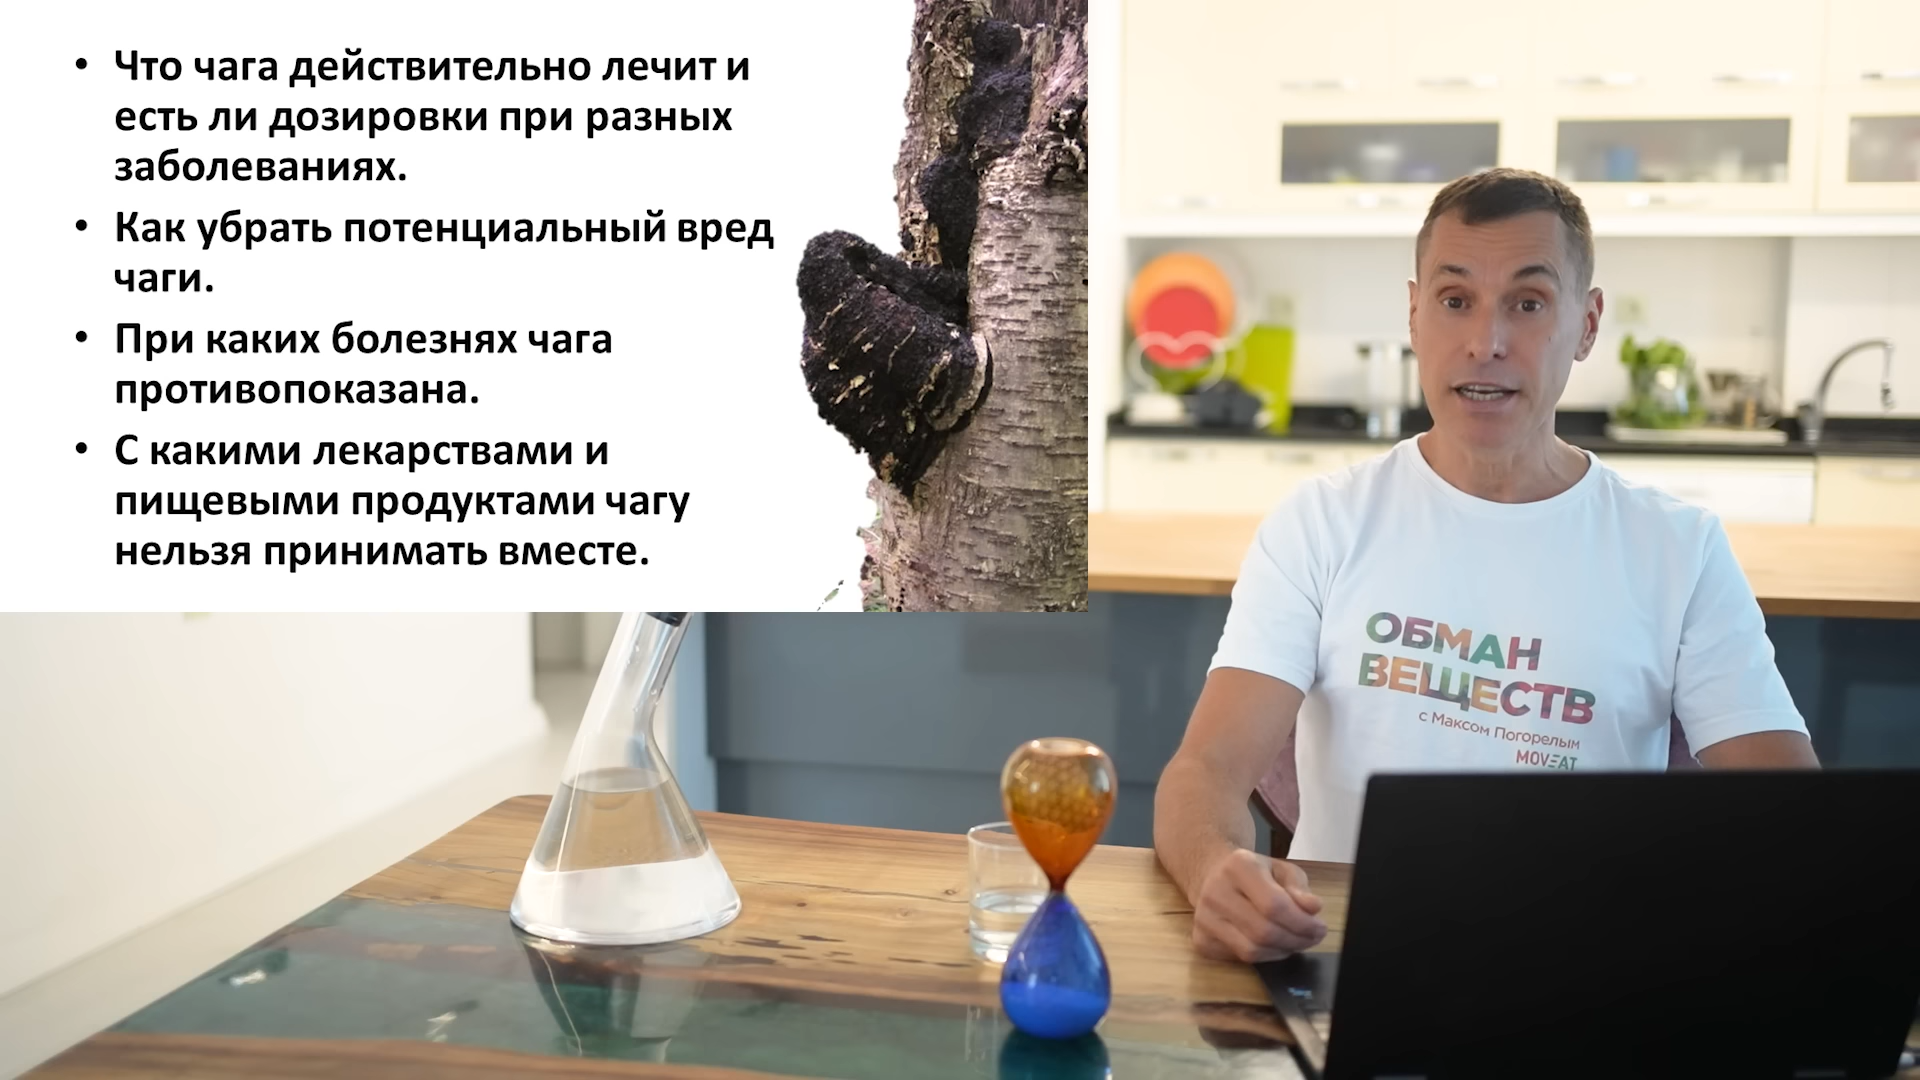 • Что чага действительно лечит и
есть ли дозировки при разных
заболеваниях.
• Как убрать потенциальный вред
чаги.
• При каких болезнях чага
противопоказана.
• С какими лекарствами и
пищевыми продуктами чагу
нельзя принимать вместе.
ОБМАН
ВЕЩЕСТВ
с Максом Погорелым
MOVEAT